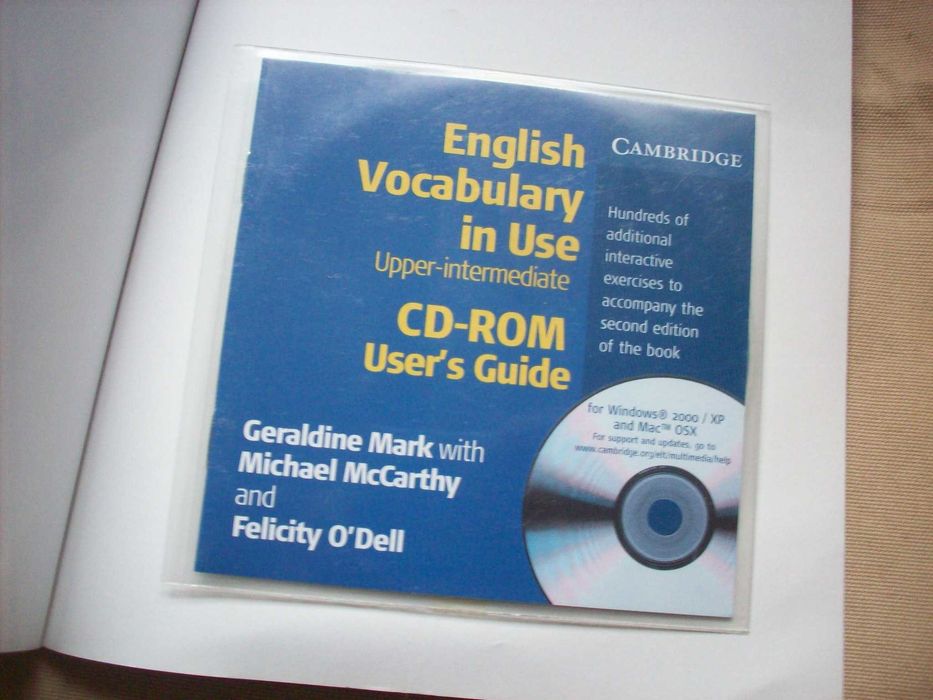 English
Vocabulary
in Use
Upper-intermediate
CD-ROM
User's Guide
Geraldine Mark with
Michael McCarthy
and
Felicity O'Dell
CAMBRIDGE
Hundreds of
additional
interactive
exercises to
accompany the
second edition
of the book
for Windows® 2000 / XP
and Mac™ OSX
For support and updates, go to
www.cambridge.org/elt/multimedia/help